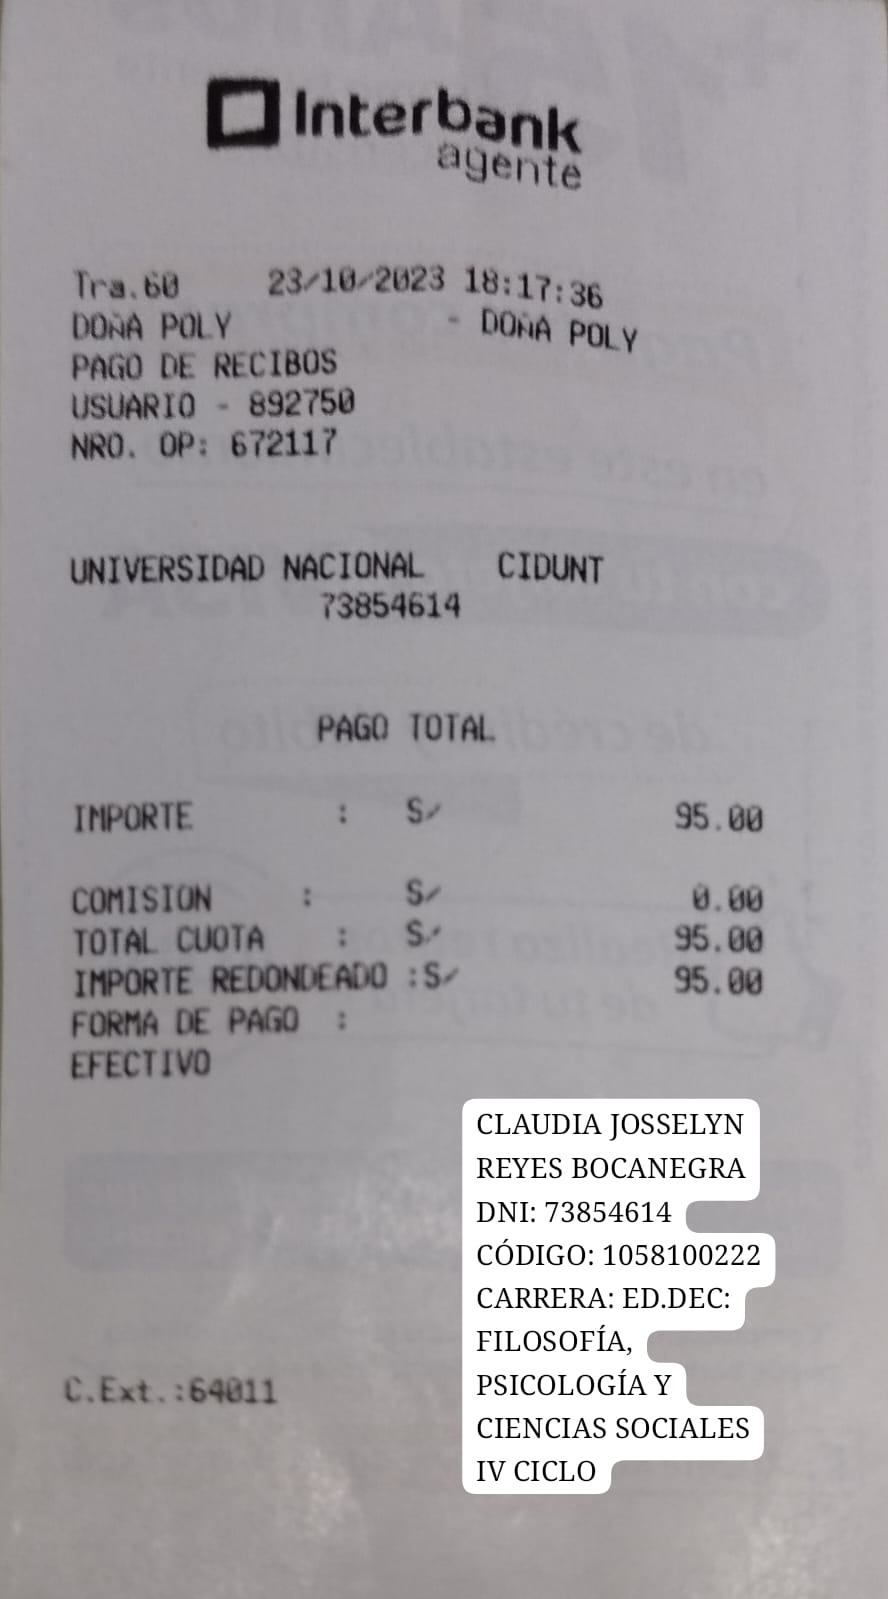 Interbank
agente
Tra.60 23/10/2023 18:17:36
DOÑA POLY - DOÑA POLY
PAGO DE RECIBOS
USUARIO - 892750
NRO. OP: 672117
UNIVERSIDAD NACIONAL CIDUNT
73854614
PAGO TOTAL
IMPORTE : S/ 95.00
COMISION : S/ 0.00
TOTAL CUOTA : S/ 95.00
IMPORTE REDONDEADO :S/ 95.00
FORMA DE PAGO :
EFECTIVO
CLAUDIA JOSSELYN
REYES BOCANEGRA
DNI: 73854614
CÓDIGO: 1058100222
CARRERA: ED.DEC:
FILOSOFÍA,
PSICOLOGÍA Y
CIENCIAS SOCIALES
IV CICLO
C.Ext.:64011